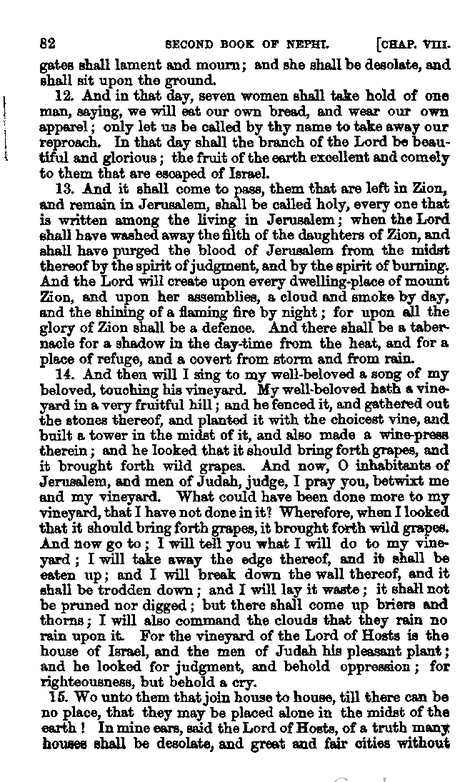 82 SECOND BOOK OF NEPHI. [CHAP. VIII.
gates shall lament and mourn; and she shall be desolate, and
shall sit upon the ground.
12. And in that day, seven women shall take hold of one
man, saying, we will eat our own bread, and wear our own
apparel; only let us be called by thy name to take away our
reproach. In that day shall the branch of the Lord be beau-
tiful and glorious; the fruit of the earth excellent and comely
to them that are escaped of Israel.
13. And it shall come to pass, them that are left in Zion,
and remain in Jerusalem, shall be called holy, every one that
is written among the living in Jerusalem; when the Lord
shall have washed away the filth of the daughters of Zion, and
shall have purged the blood of Jerusalem from the midst
thereof by the spirit of judgment, and by the spirit of burning.
And the Lord will create upon every dwelling-place of mount
Zion, and upon her assemblies, a cloud and smoke by day,
and the shining of a flaming fire by night; for upon all the
glory of Zion shall be a defence. And there shall be a taber-
nacle for a shadow in the day-time from the heat, and for a
place of refuge, and a covert from storm and from rain.
14. And then will I sing to my well-beloved a song of my
beloved, touching his vineyard. My well-beloved hath a vine-
yard in a very fruitful hill; and he fenced it, and gathered out
the stones thereof, and planted it with the choicest vine, and
built a tower in the midst of it, and also made a wine-press
therein; and he looked that it should bring forth grapes, and
it brought forth wild grapes. And now, O inhabitants of
Jerusalem, and men of Judah, judge, I pray you, betwixt me
and my vineyard. What could have been done more to my
vineyard, that I have not done in it? Wherefore, when I looked
that it should bring forth grapes, it brought forth wild grapes.
And now go to; I will tell you what I will do to my vine-
yard; I will take away the edge thereof, and it shall be
eaten up; and I will break down the wall thereof, and it
shall be trodden down; and I will lay it waste; it shall not
be pruned nor digged; but there shall come up briers and
thorns; I will also command the clouds that they rain no
rain upon it. For the vineyard of the Lord of Hosts is the
house of Israel, and the men of Judah his pleasant plant;
and he looked for judgment, and behold oppression; for
righteousness, but behold a cry.
15. Wo unto them that join house to house, till there can be
no place, that they may be placed alone in the midst of the
earth! In mine ears, said the Lord of Hosts, of a truth many
houses shall be desolate, and great and fair cities without